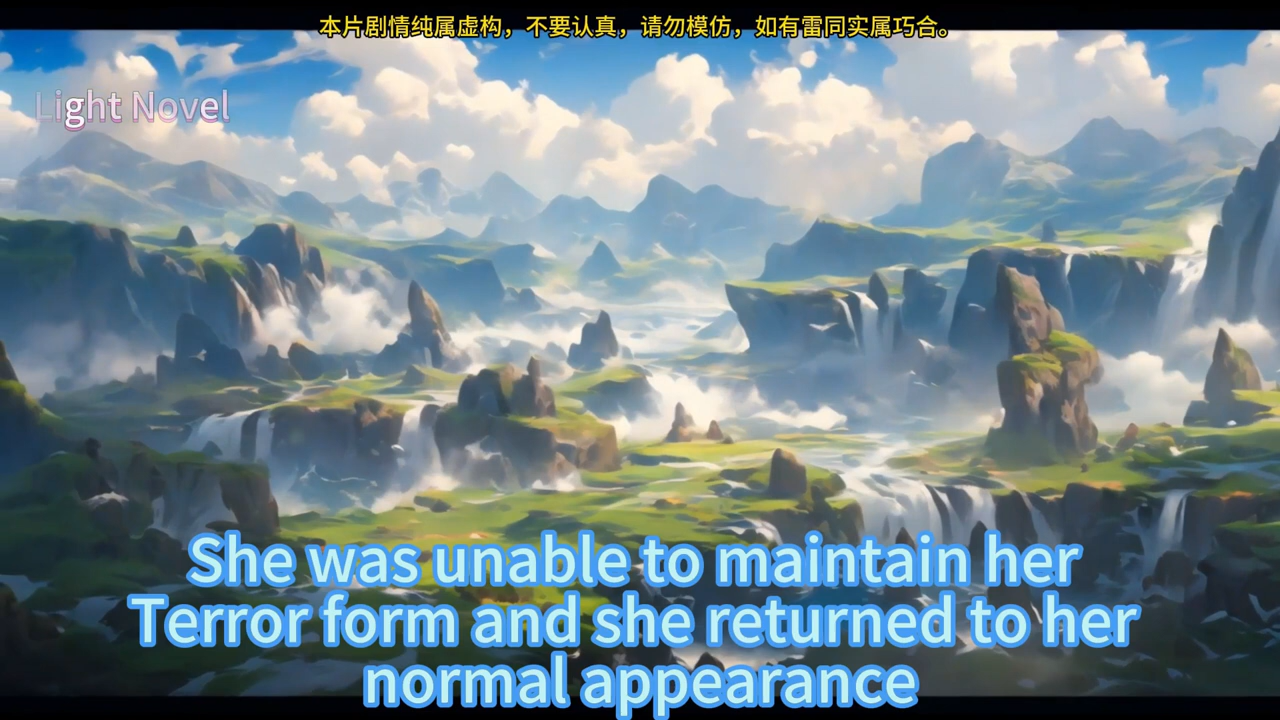 本片剧情纯属虚构，不要认真，请勿模仿，如有雷同实属巧合。
Light Novel
She was unable to maintain her
Terror form and she returned to her
normal appearance